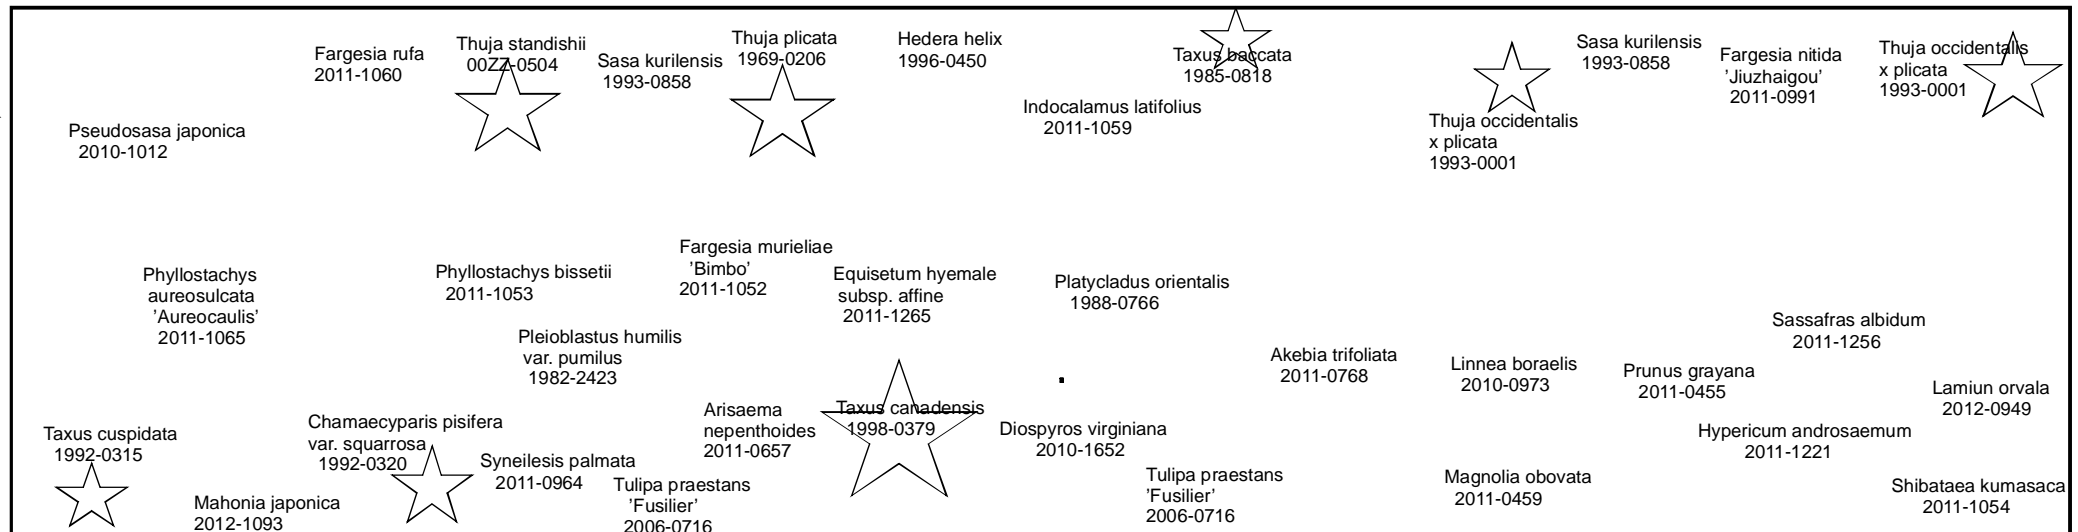 Fargesia rufa
2011-1060
Thuja standishii
00ZZ-0504
Sasa kurilensis
1993-0858
Thuja plicata
1969-0206
Hedera helix
1996-0450
Taxus baccata
1985-0818
Sasa kurilensis
1993-0858
Fargesia nitida
’Jiuzhaigou’
2011-0991
Thuja occidentalis
x plicata
1993-0001
Pseudosasa japonica
2010-1012
Indocalamus latifolius
2011-1059
Thuja occidentalis
x plicata
1993-0001
Phyllostachys
aureosulcata
’Aureocaulis’
2011-1065
Phyllostachys bissetii
2011-1053
Fargesia murieliae
’Bimbo’
2011-1052
Equisetum hyemale
subsp. affine
2011-1265
Platycladus orientalis
1988-0766
Pleioblastus humilis
var. pumilus
1982-2423
Sassafras albidum
2011-1256
Akebia trifoliata
2011-0768
Linnea boraelis
2010-0973
Prunus grayana
2011-0455
Lamiun orvala
2012-0949
Taxus cuspidata
1992-0315
Chamaecyparis pisifera
var. squarrosa
1992-0320
Arisaema
nepenthoides
2011-0657
Taxus canadensis
1998-0379
Diospyros virginiana
2010-1652
Hypericum androsaemum
2011-1221
Mahonia japonica
2012-1093
Syneilesis palmata
2011-0964
Tulipa praestans
’Fusilier’
2006-0716
Tulipa praestans
’Fusilier’
2006-0716
Magnolia obovata
2011-0459
Shibataea kumasaca
2011-1054